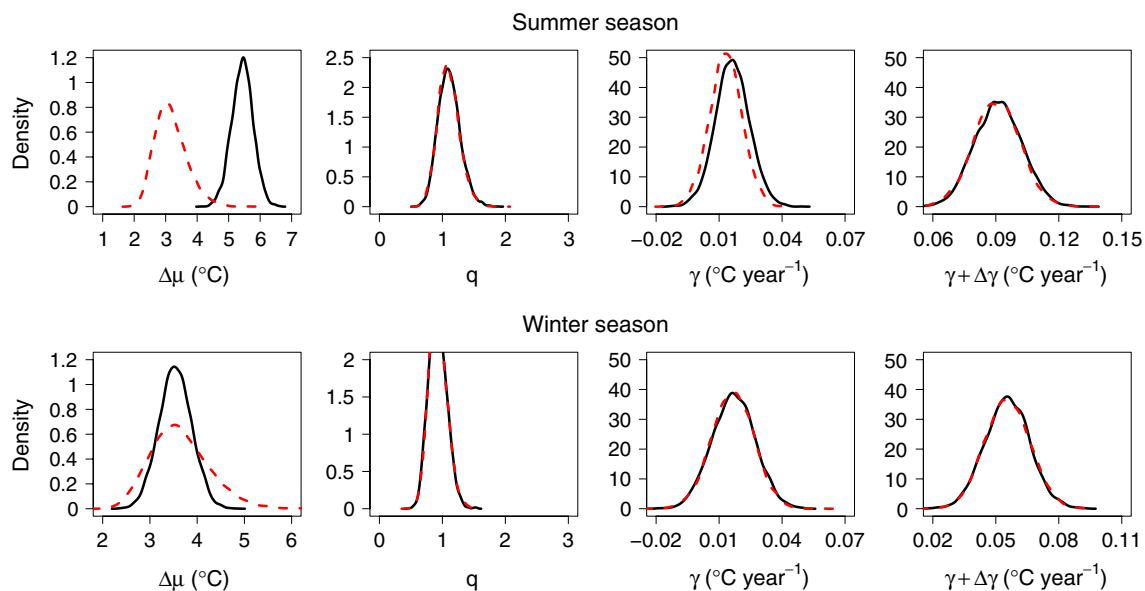 Summer season
Density
1.2
1
0.8
0.6
0.4
0.2
0
1 2 3 4 5 6 7
Δμ (°C)
2.5
2
1.5
1
0.5
0
0 1 2 3
q
50
40
30
20
10
0
−0.02 0.01 0.04 0.07
γ (°C year⁻¹)
50
40
30
20
10
0
0.06 0.09 0.12 0.15
γ + Δγ (°C year⁻¹)
Winter season
Density
1.2
1
0.8
0.6
0.4
0.2
0
2 3 4 5 6
Δμ (°C)
2
1.5
1
0.5
0
0 1 2 3
q
50
40
30
20
10
0
−0.02 0.01 0.04 0.07
γ (°C year⁻¹)
50
40
30
20
10
0
0.02 0.05 0.08 0.11
γ + Δγ (°C year⁻¹)